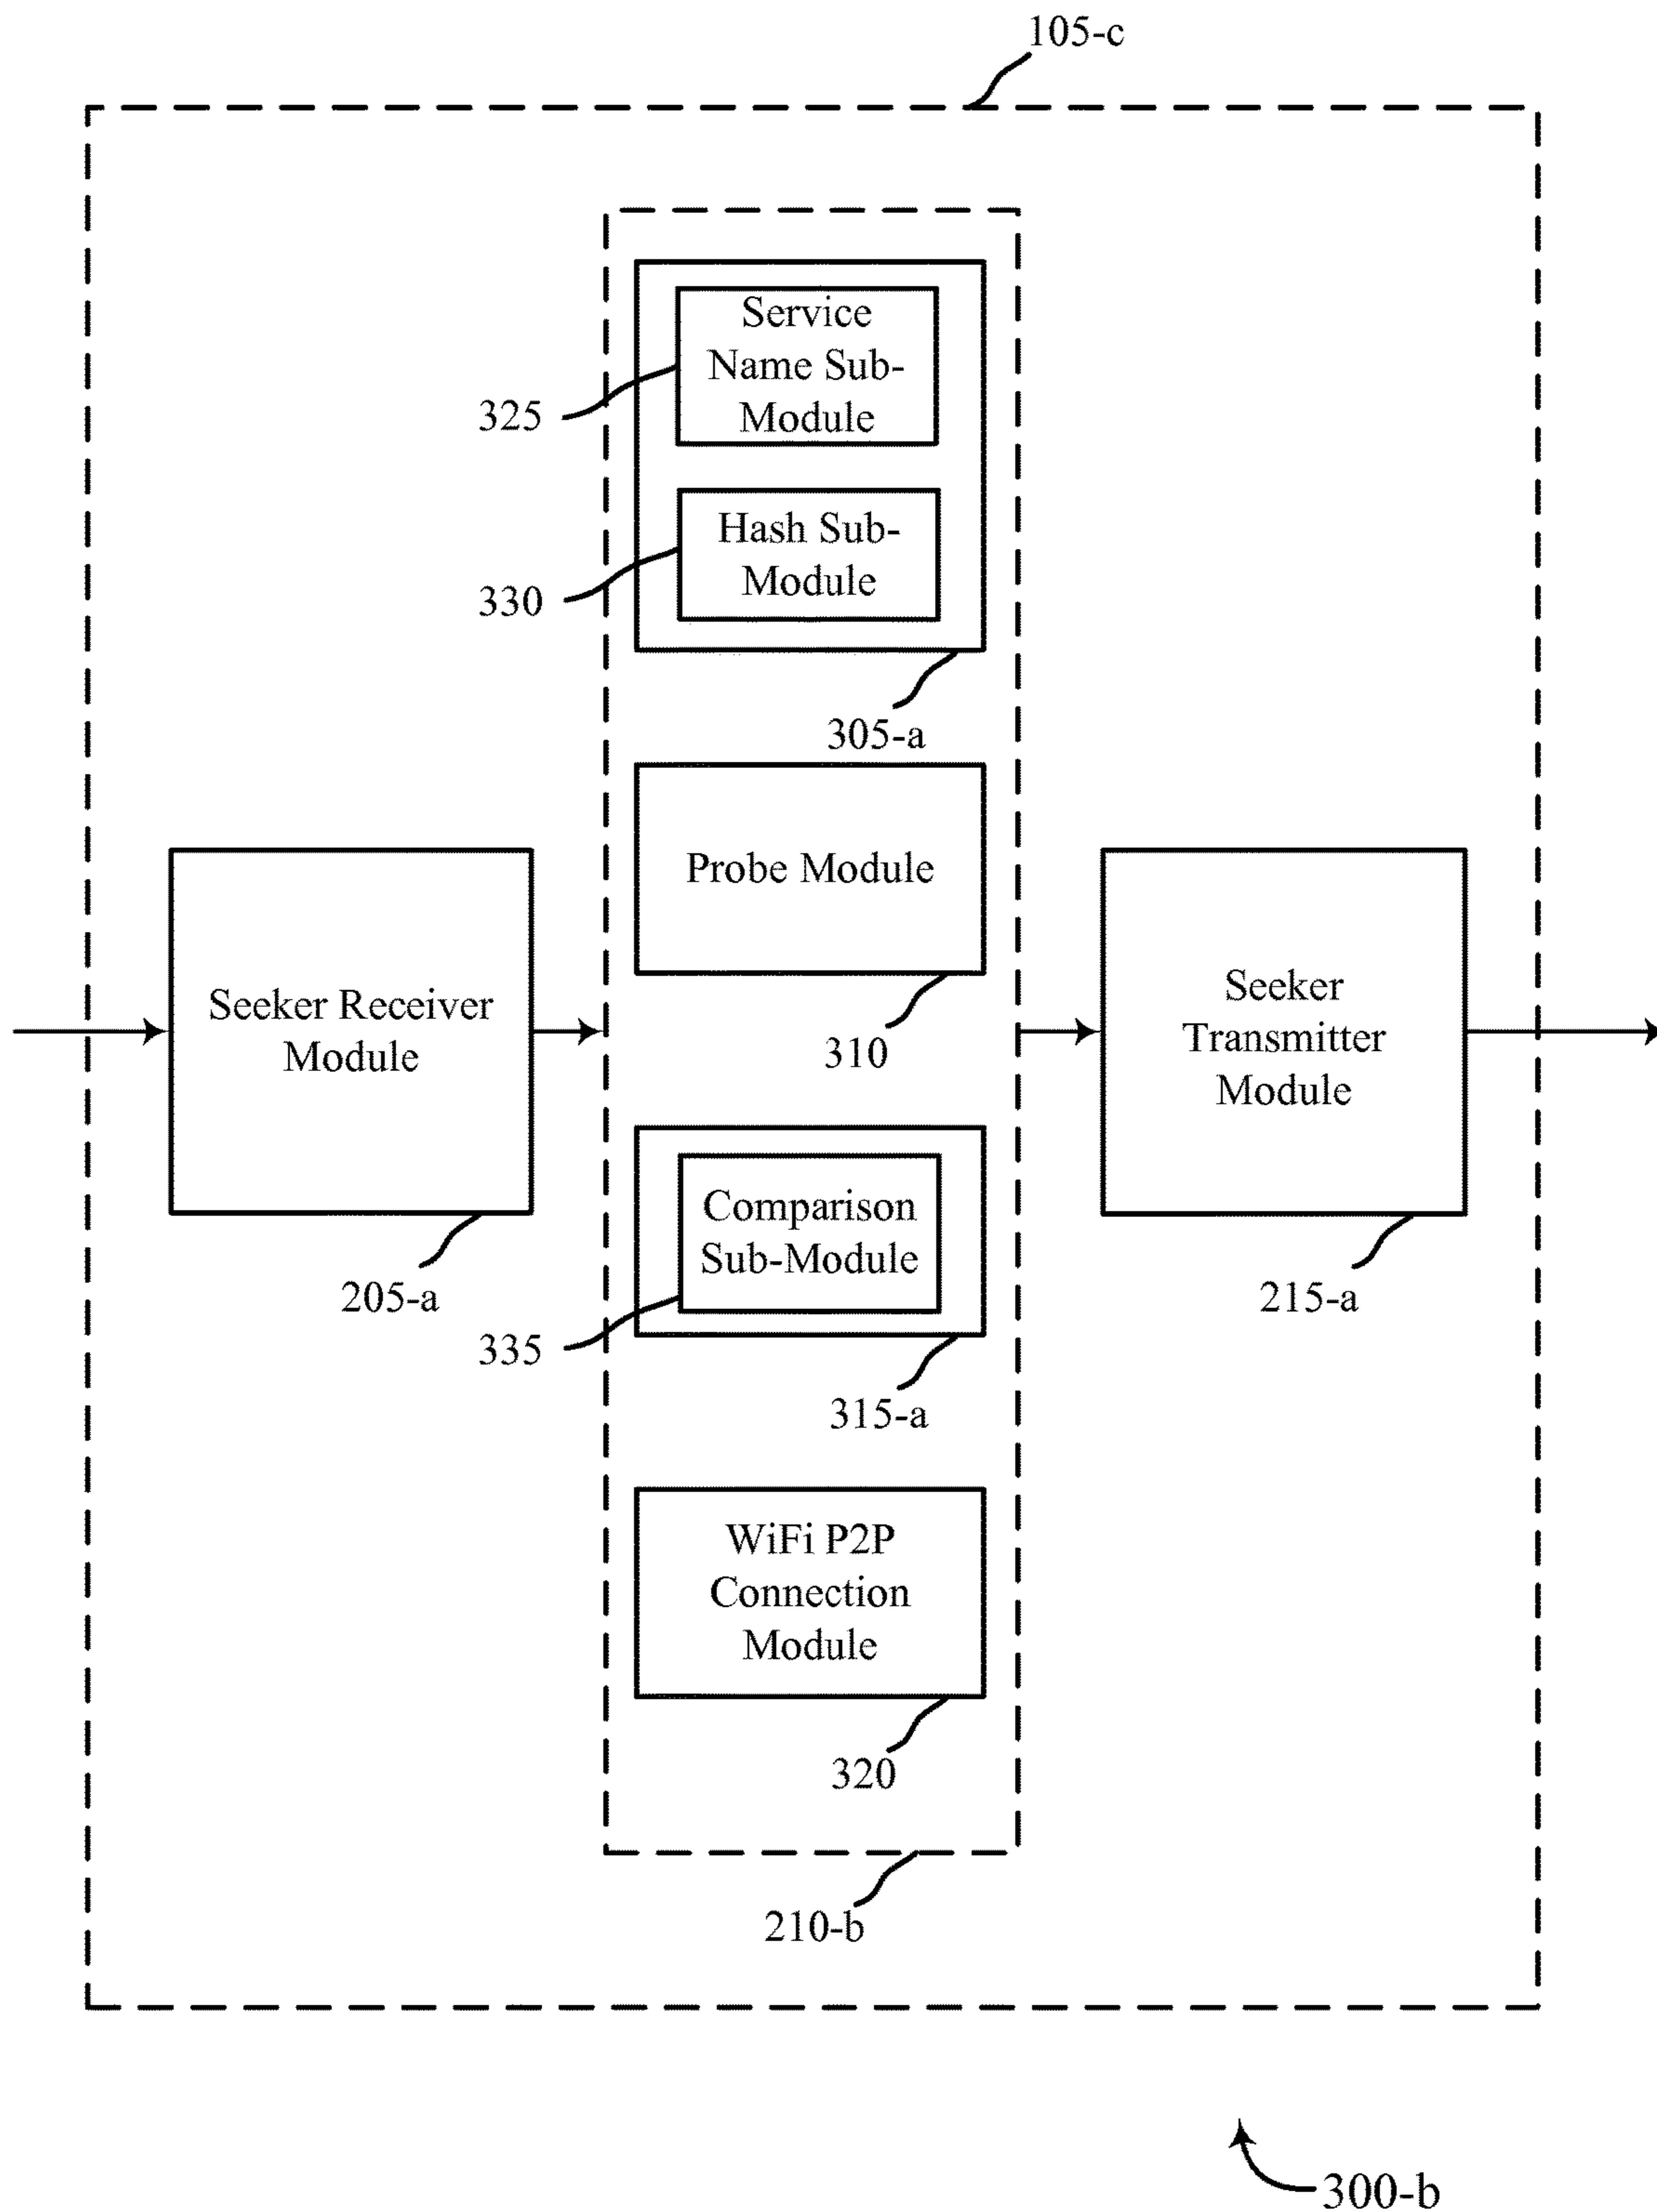 105-c
Service
Name Sub-
Module
325
Hash Sub-
Module
330
305-a
Probe Module
310
Seeker Receiver
Module
205-a
Seeker
Transmitter
Module
215-a
Comparison
Sub-Module
335
315-a
WiFi P2P
Connection
Module
320
210-b
300-b